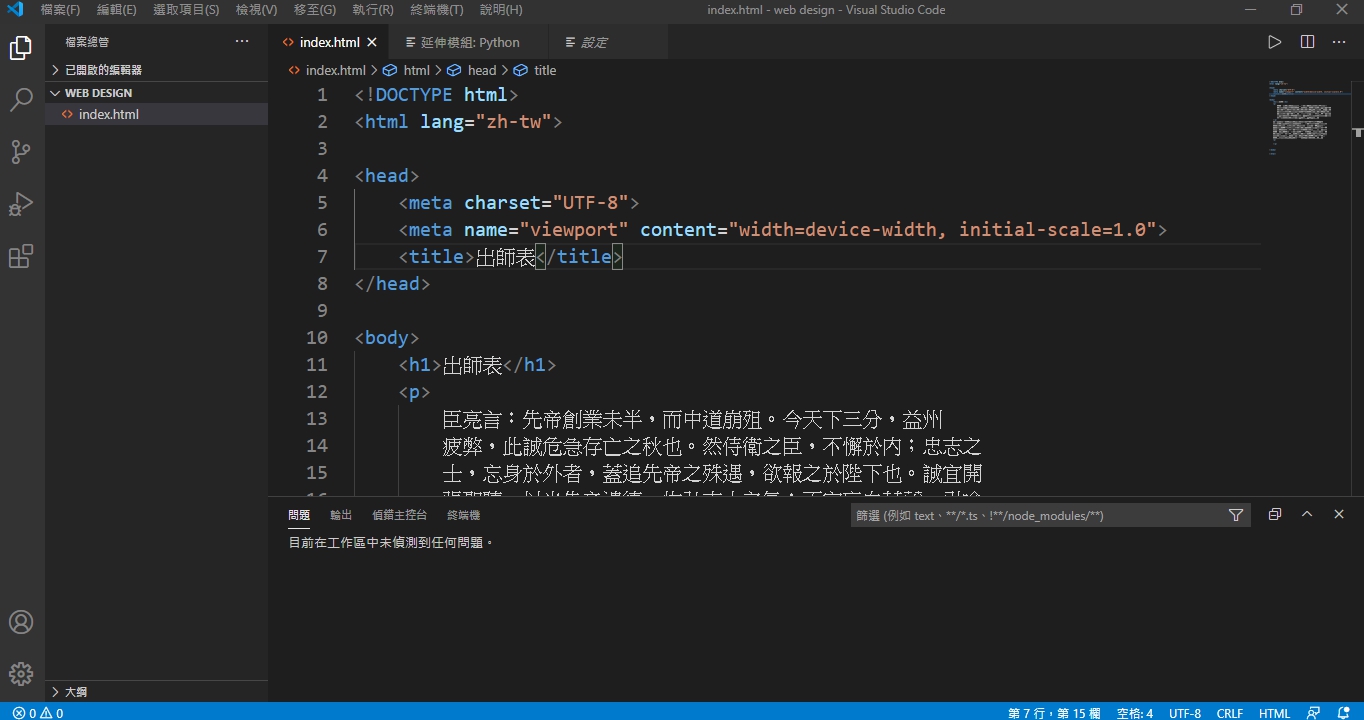 檔案(F) 編輯(E) 選取項目(S) 檢視(V) 移至(G) 執行(R) 終端機(T) 說明(H) index.html - web design - Visual Studio Code
檔案總管
已開啟的編輯器
WEB DESIGN
index.html
大綱
index.html 延伸模組: Python 設定
index.html > html > head > title
1 <!DOCTYPE html>
2 <html lang="zh-tw">
3
4 <head>
5 <meta charset="UTF-8">
6 <meta name="viewport" content="width=device-width, initial-scale=1.0">
7 <title>出師表</title>
8 </head>
9
10 <body>
11 <h1>出師表</h1>
12 <p>
13 臣亮言：先帝創業未半，而中道崩殂。今天下三分，益州
14 疲弊，此誠危急存亡之秋也。然侍衛之臣，不懈於內；忠志之
15 士，忘身於外者，蓋追先帝之殊遇，欲報之於陛下也。誠宜開
問題 輸出 偵錯主控台 終端機 篩選 (例如 text、**/*.ts、!**/node_modules/**)
目前在工作區中未偵測到任何問題。
0 0 第 7 行，第 15 欄 空格: 4 UTF-8 CRLF HTML